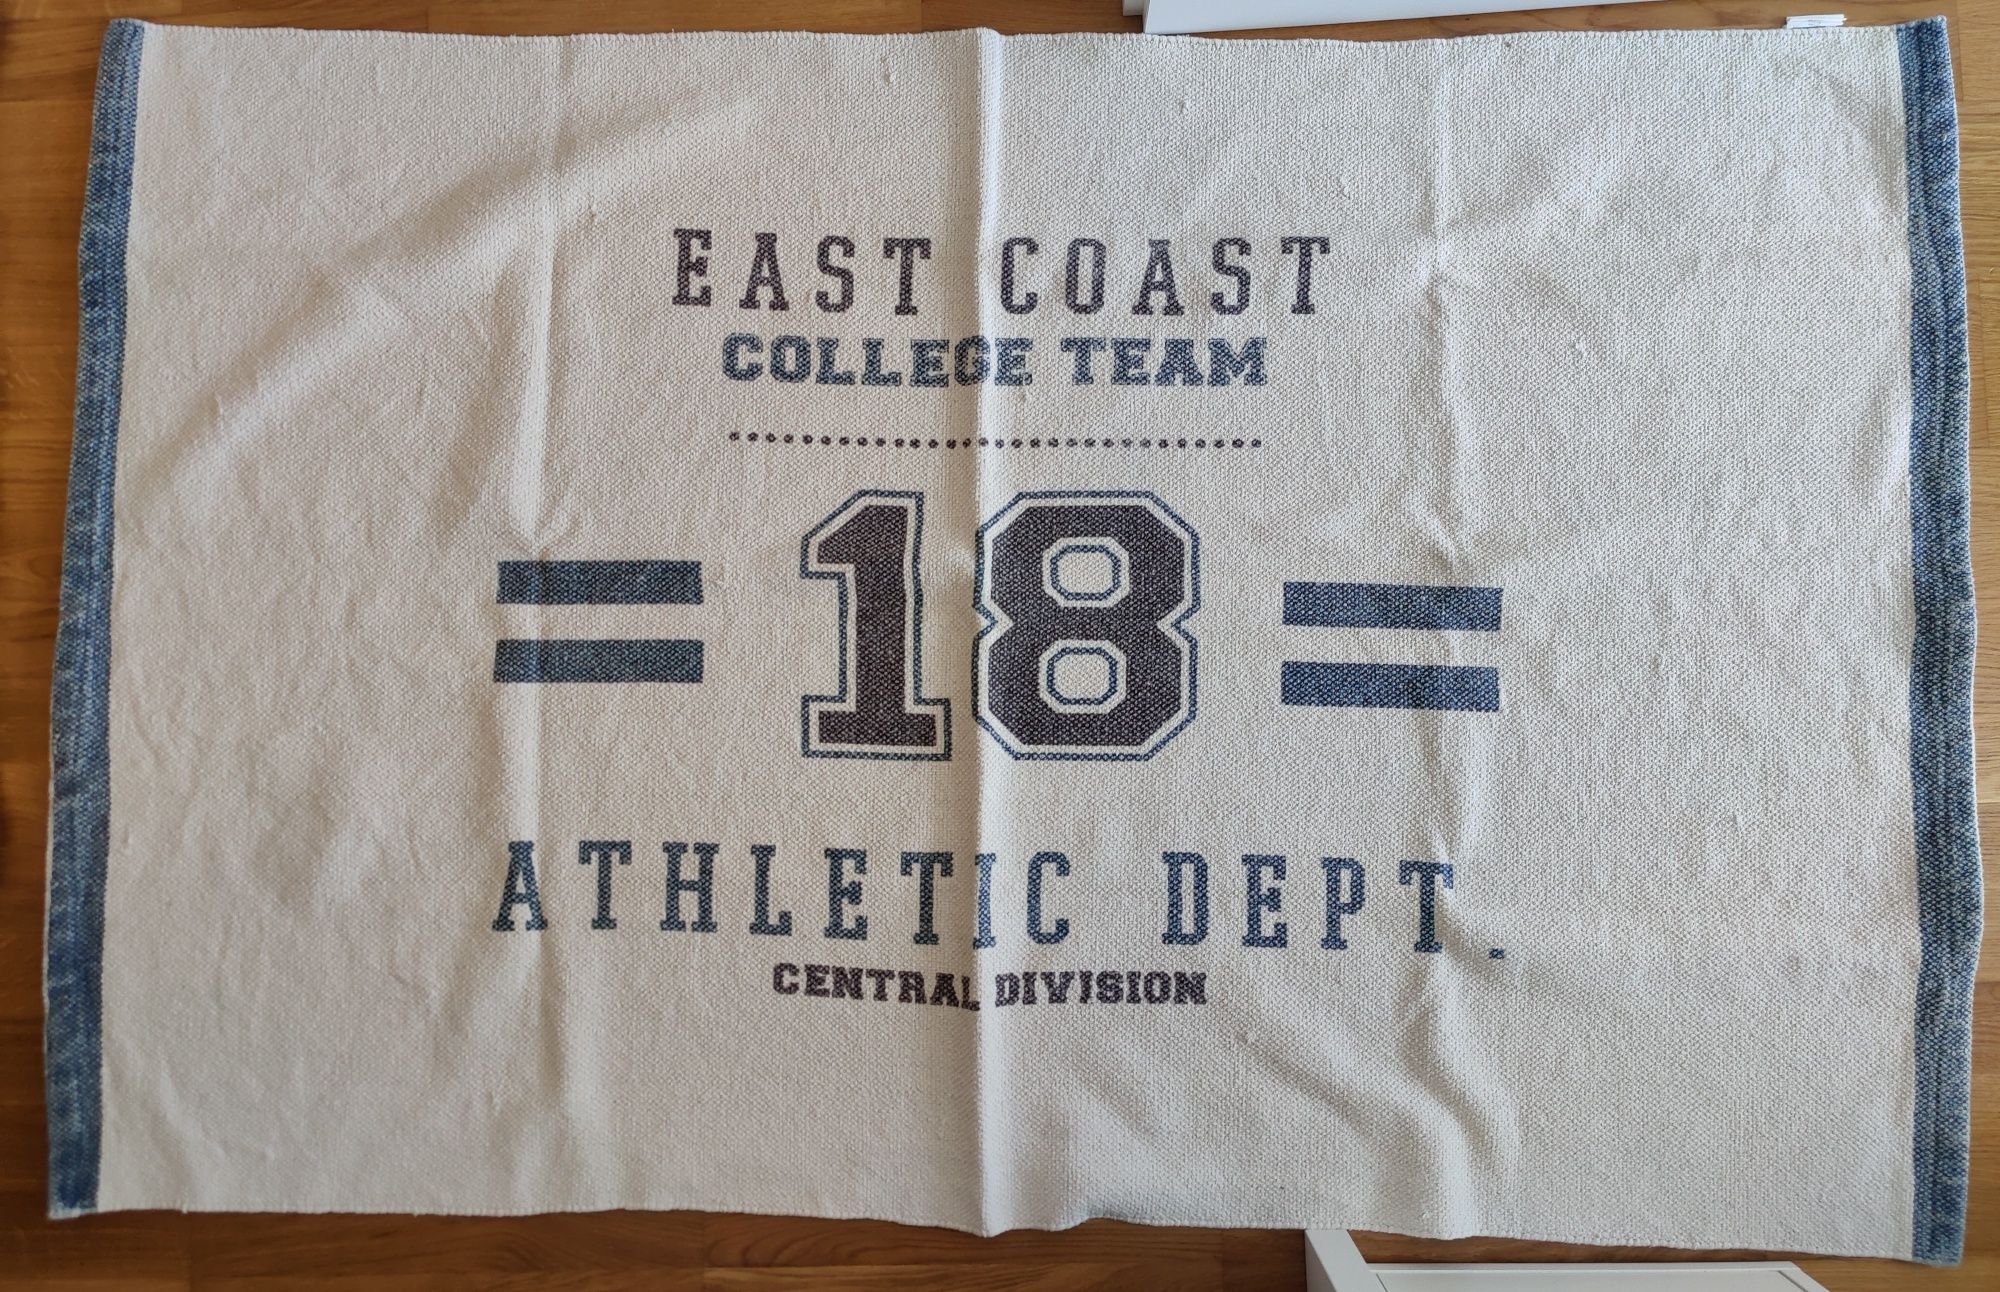 EAST COAST
COLLEGE TEAM
18
ATHLETIC DEPT.
CENTRAL DIVISION